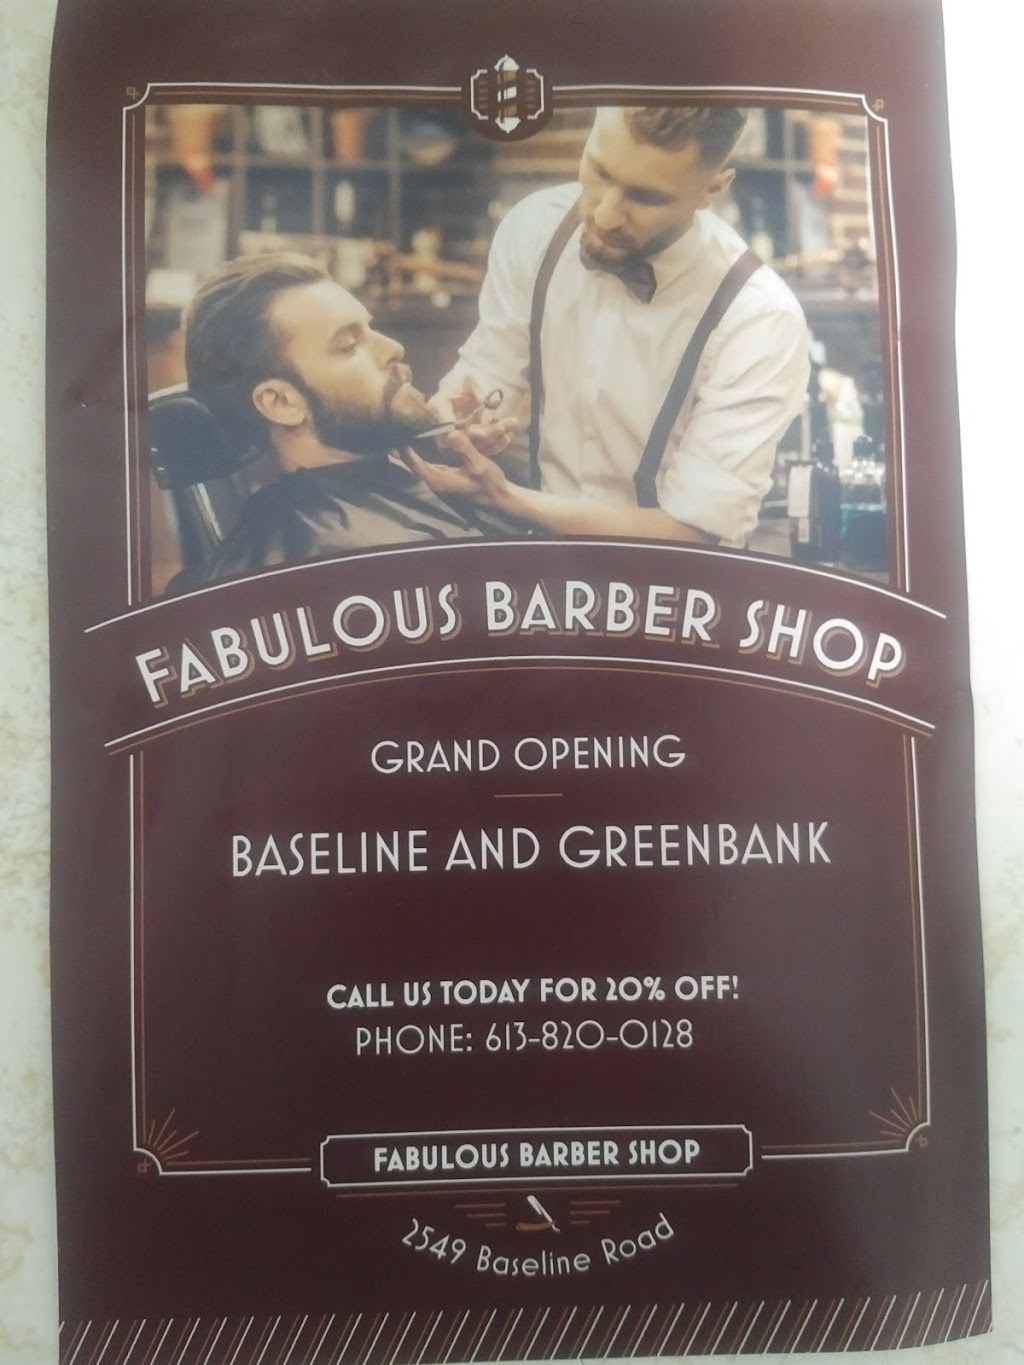 FABULOUS BARBER SHOP
GRAND OPENING
BASELINE AND GREENBANK
CALL US TODAY FOR 20% OFF!
PHONE: 613-820-0128
FABULOUS BARBER SHOP
2549 Baseline Road